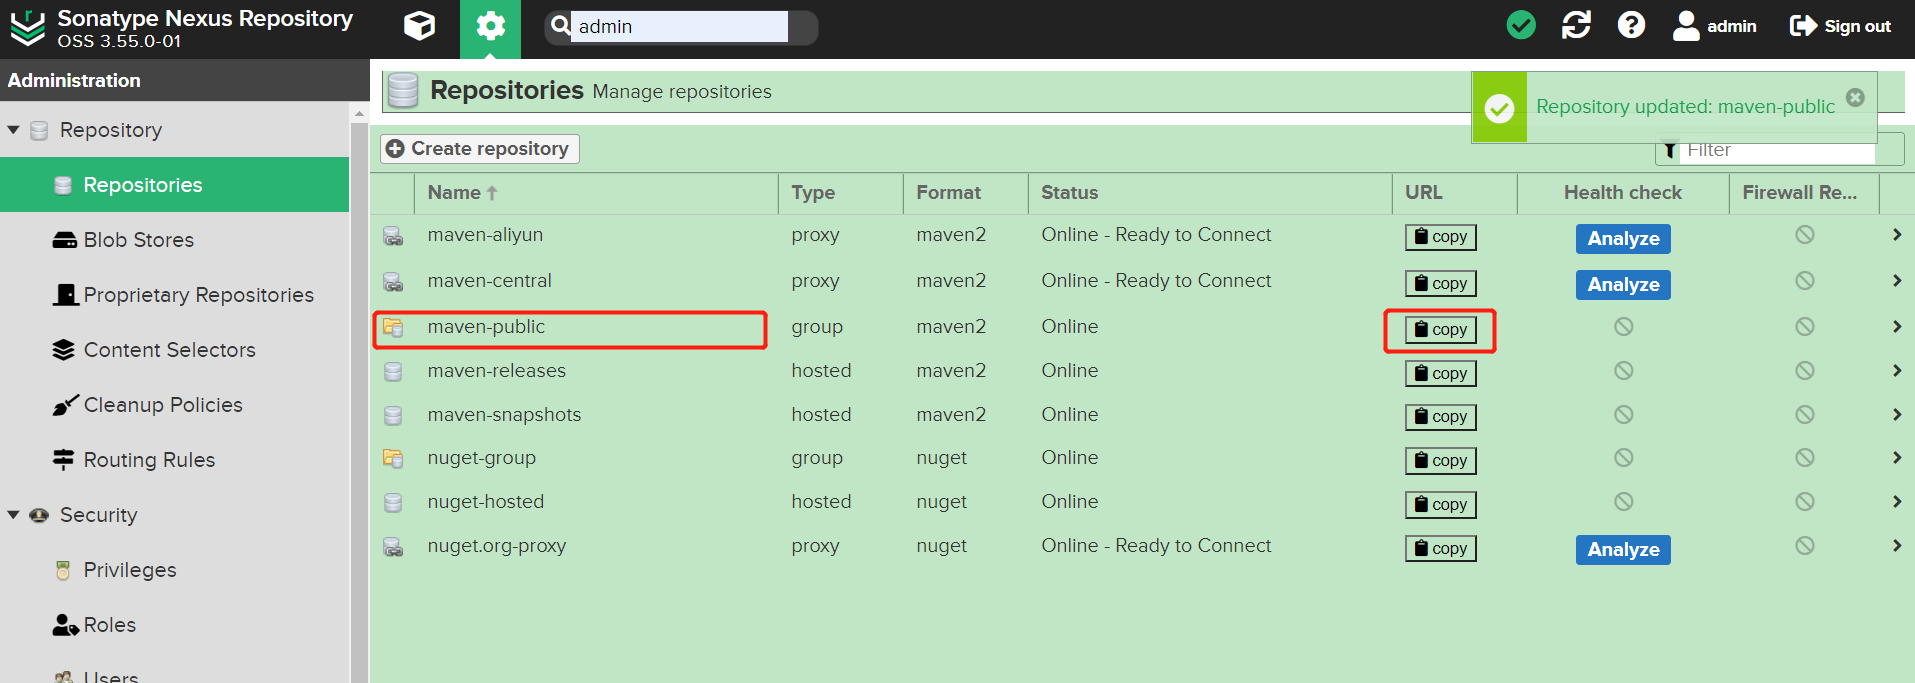 Sonatype Nexus Repository
OSS 3.55.0-01
admin
admin
Sign out
Administration
Repository
Repositories
Blob Stores
Proprietary Repositories
Content Selectors
Cleanup Policies
Routing Rules
Security
Privileges
Roles
Users
Repositories Manage repositories
Repository updated: maven-public
Create repository
Filter
Name Type Format Status URL Health check Firewall Re...
maven-aliyun proxy maven2 Online - Ready to Connect copy Analyze
maven-central proxy maven2 Online - Ready to Connect copy Analyze
maven-public group maven2 Online copy
maven-releases hosted maven2 Online copy
maven-snapshots hosted maven2 Online copy
nuget-group group nuget Online copy
nuget-hosted hosted nuget Online copy
nuget.org-proxy proxy nuget Online - Ready to Connect copy Analyze